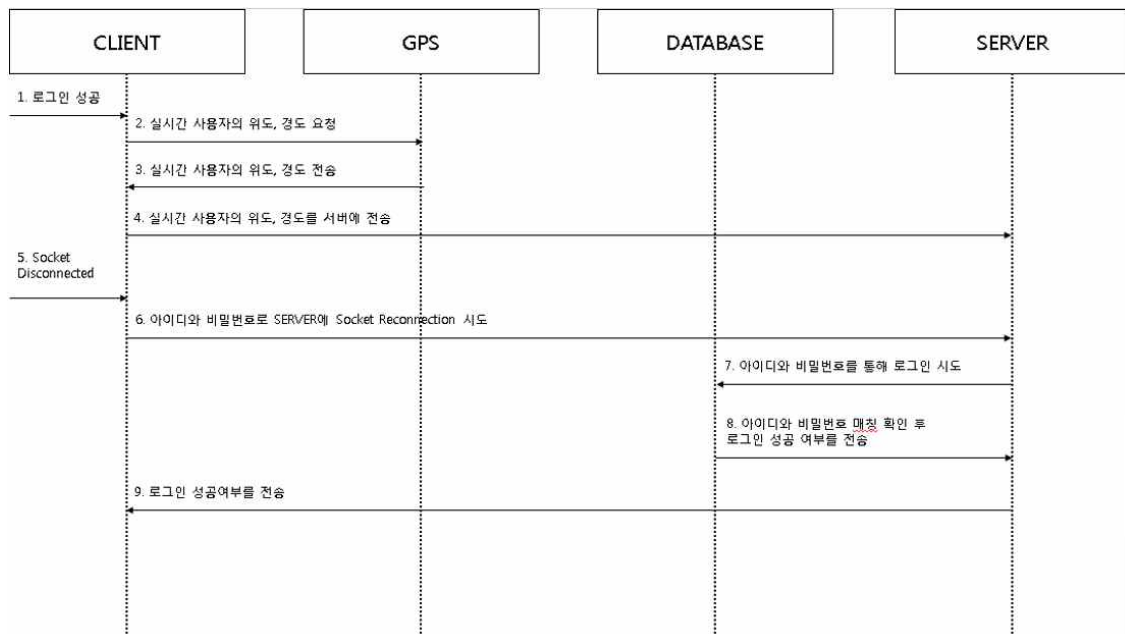 CLIENT
GPS
DATABASE
SERVER
1. 로그인 성공
2. 실시간 사용자의 위도, 경도 요청
3. 실시간 사용자의 위도, 경도 전송
4. 실시간 사용자의 위도, 경도를 서버에 전송
5. Socket
Disconnected
6. 아이디와 비밀번호로 SERVER에 Socket Reconnection 시도
7. 아이디와 비밀번호를 통해 로그인 시도
8. 아이디와 비밀번호 매칭 확인 후
로그인 성공 여부를 전송
9. 로그인 성공여부를 전송